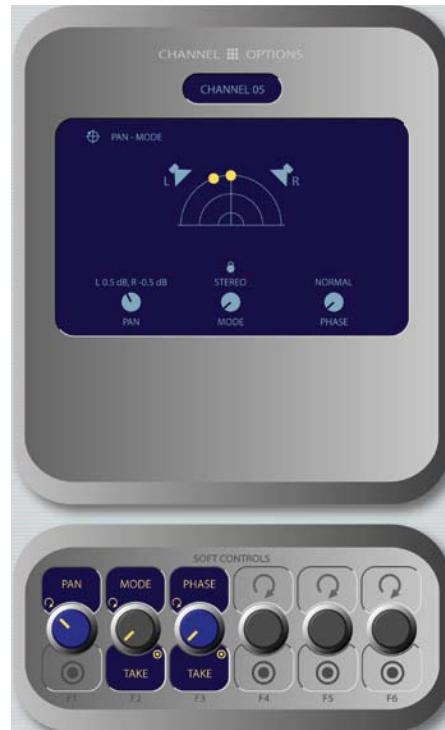 CHANNEL OPTIONS
CHANNEL 05
PAN - MODE
L R
L 0.5 dB, R -0.5 dB STEREO NORMAL
PAN MODE PHASE
SOFT CONTROLS
PAN MODE PHASE
TAKE TAKE
F1 F2 F3 F4 F5 F6